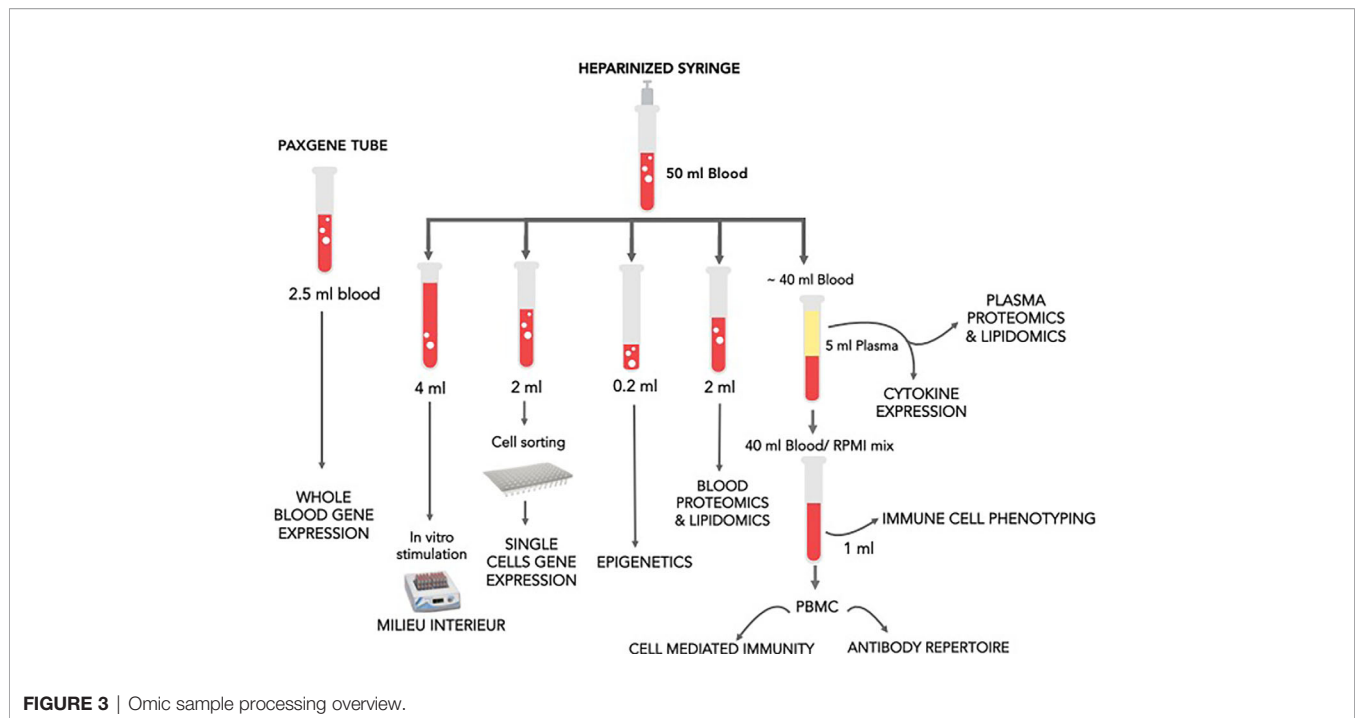 HEPARINIZED SYRINGE
50 ml Blood
PAXGENE TUBE
2.5 ml blood
WHOLE
BLOOD GENE
EXPRESSION
4 ml
In vitro
stimulation
MILIEU INTERIEUR
2 ml
Cell sorting
SINGLE
CELLS GENE
EXPRESSION
0.2 ml
EPIGENETICS
2 ml
BLOOD
PROTEOMICS
& LIPIDOMICS
~ 40 ml Blood
5 ml Plasma
PLASMA
PROTEOMICS
& LIPIDOMICS
CYTOKINE
EXPRESSION
40 ml Blood/ RPMI mix
1 ml
IMMUNE CELL PHENOTYPING
PBMC
CELL MEDIATED IMMUNITY
ANTIBODY REPERTOIRE
FIGURE 3 | Omic sample processing overview.